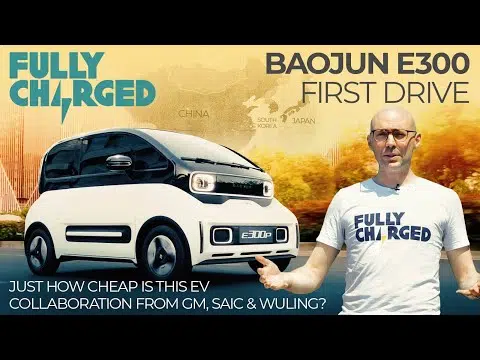 FULLY
CHARGED
BAOJUN E300
FIRST DRIVE
CHINA
SOUTH
KOREA
JAPAN
E300P
FULLY
CHARGED
JUST HOW CHEAP IS THIS EV
COLLABORATION FROM GM, SAIC & WULING?